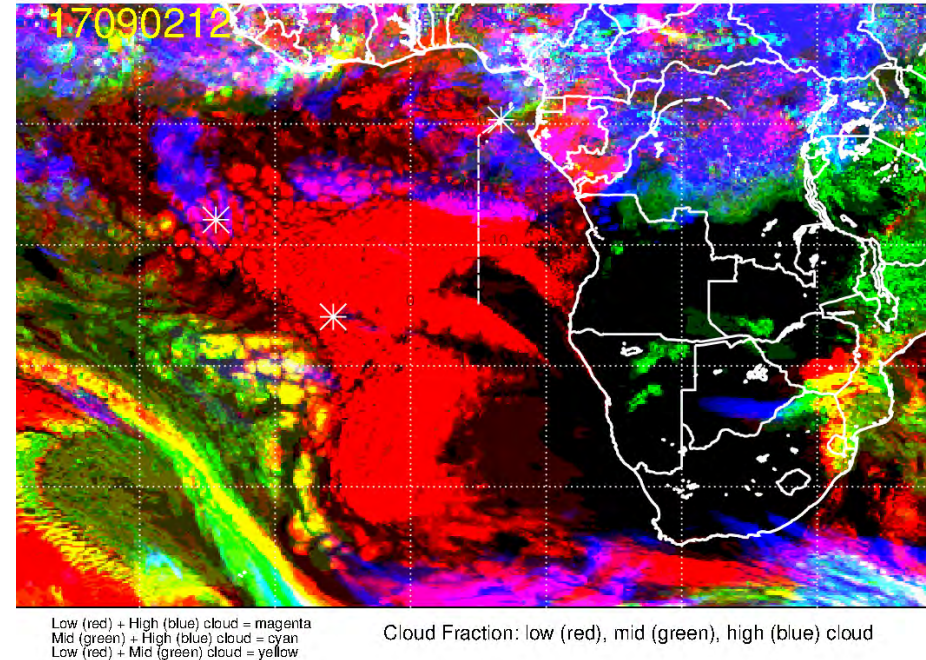 17090212
10
Low (red) + High (blue) cloud = magenta
Mid (green) + High (blue) cloud = cyan
Low (red) + Mid (green) cloud = yellow
Cloud Fraction: low (red), mid (green), high (blue) cloud